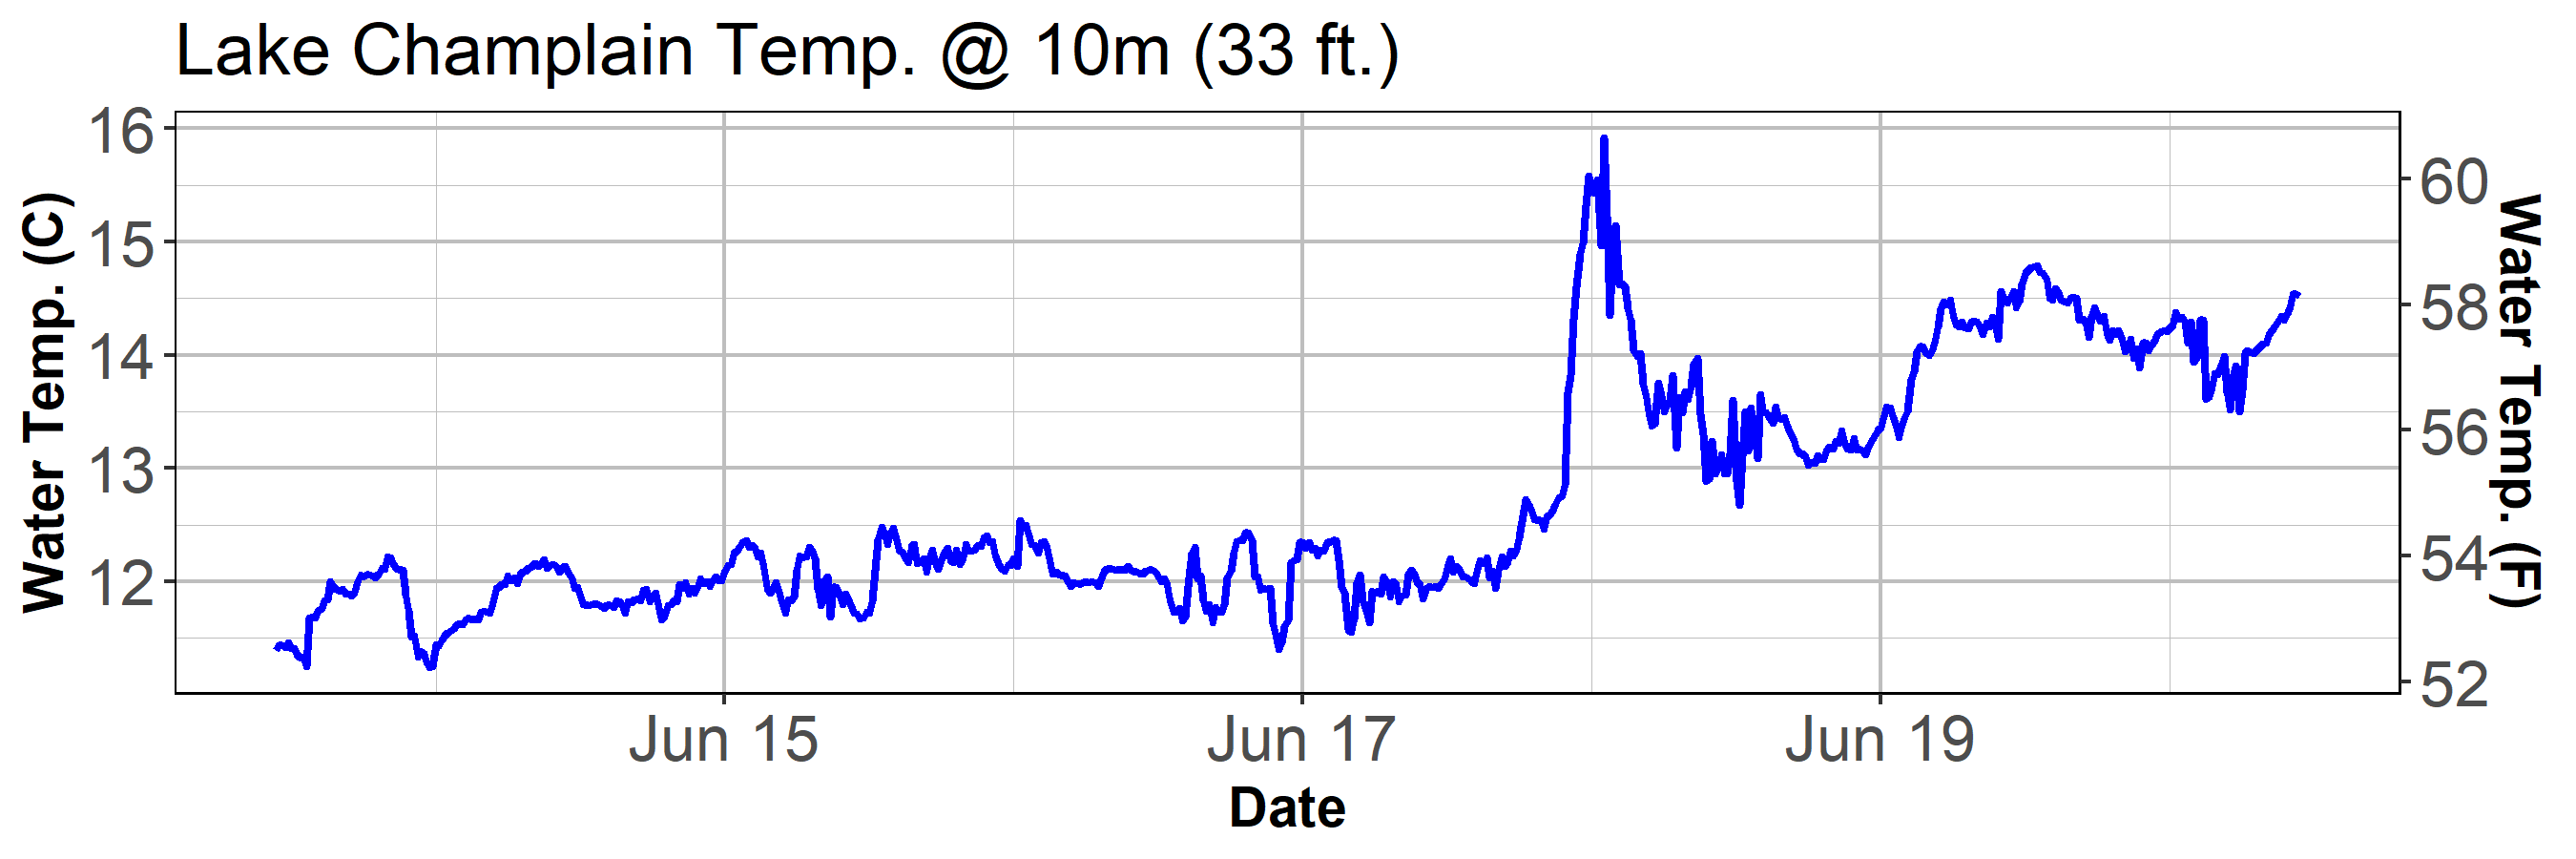 Lake Champlain Temp. @ 10m (33 ft.)
Water Temp. (C)
16
15
14
13
12
60
58
56
54
52
Water Temp. (F)
Jun 15
Jun 17
Jun 19
Date